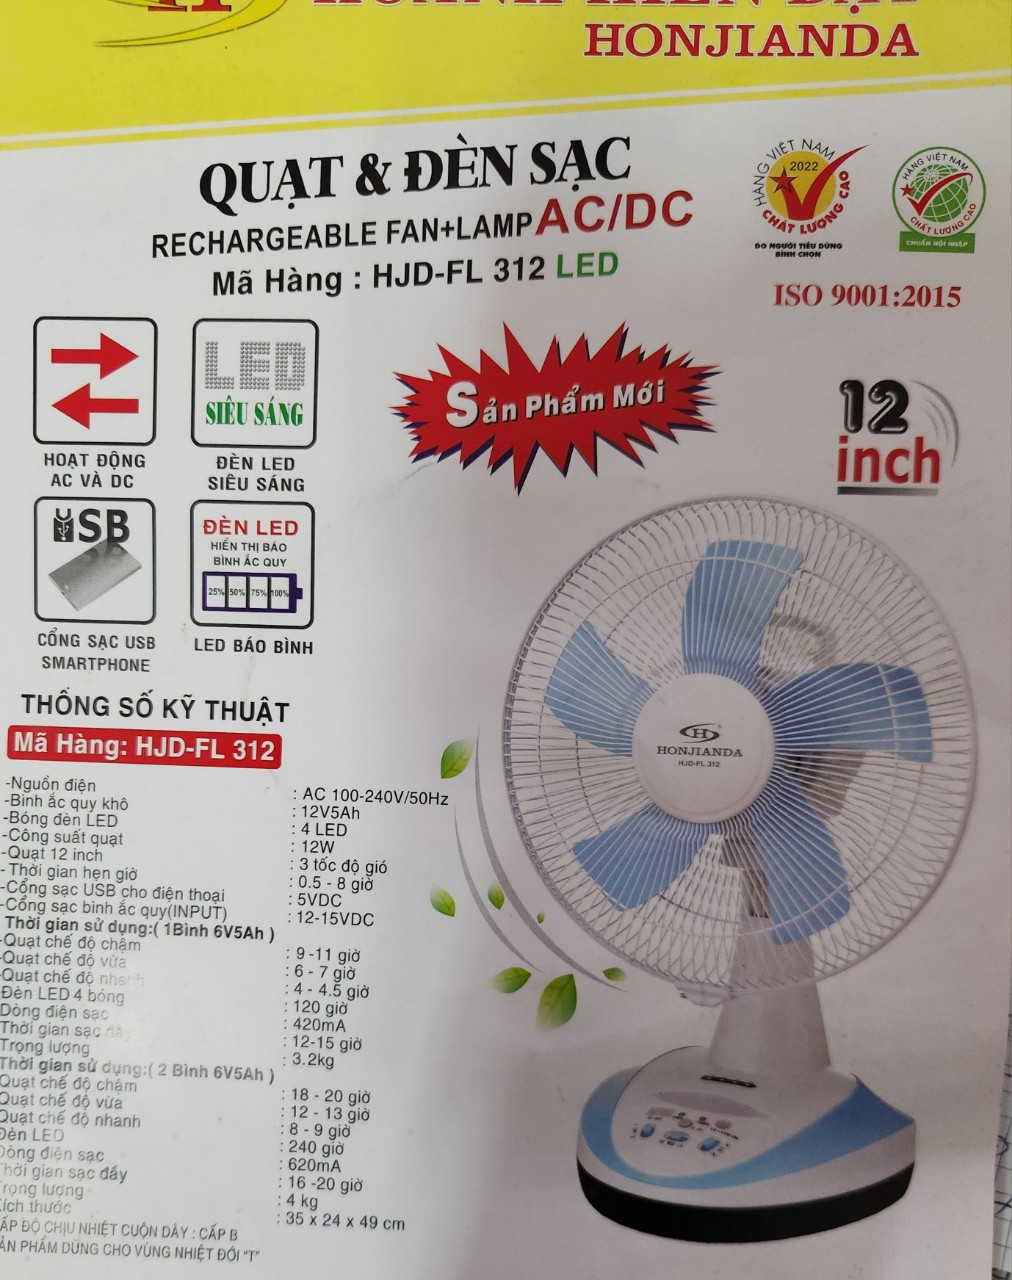 HONJIANDA
QUẠT & ĐÈN SẠC
RECHARGEABLE FAN+LAMP AC/DC
Mã Hàng : HJD-FL 312 LED
HÀNG VIỆT NAM
2022
CHẤT LƯỢNG CAO
DO NGƯỜI TIÊU DÙNG
BÌNH CHỌN
HÀNG VIỆT NAM
CHẤT LƯỢNG CAO
CHUẨN HỘI NHẬP
ISO 9001:2015
LED
SIÊU SÁNG
HOẠT ĐỘNG
AC VÀ DC
ĐÈN LED
SIÊU SÁNG
Sản Phẩm Mới
12
inch
USB
ĐÈN LED
HIỂN THỊ BÁO
BÌNH ẮC QUY
25% 50% 75% 100%
CỔNG SẠC USB
SMARTPHONE
LED BÁO BÌNH
THỐNG SỐ KỸ THUẬT
Mã Hàng: HJD-FL 312
HONJIANDA
HJD-FL 312
-Nguồn điện : AC 100-240V/50Hz
-Bình ắc quy khô : 12V5Ah
-Bóng đèn LED : 4 LED
-Công suất quạt : 12W
-Quạt 12 inch : 3 tốc độ gió
-Thời gian hẹn giờ : 0.5 - 8 giờ
-Cổng sạc USB cho điện thoại : 5VDC
-Cổng sạc bình ắc quy(INPUT) : 12-15VDC
Thời gian sử dụng:( 1Bình 6V5Ah )
-Quạt chế độ chậm : 9 -11 giờ
-Quạt chế độ vừa : 6 - 7 giờ
-Quạt chế độ nhanh : 4 - 4.5 giờ
-Đèn LED 4 bóng : 120 giờ
Dòng điện sạc : 420mA
Thời gian sạc đầy : 12-15 giờ
Trọng lượng : 3.2kg
Thời gian sử dụng:( 2 Bình 6V5Ah )
Quạt chế độ chậm : 18 - 20 giờ
Quạt chế độ vừa : 12 - 13 giờ
Quạt chế độ nhanh : 8 - 9 giờ
Đèn LED : 240 giờ
Dòng điện sạc : 620mA
Thời gian sạc đầy : 16 -20 giờ
Trọng lượng : 4 kg
Kích thước : 35 x 24 x 49 cm
CẤP ĐỘ CHỊU NHIỆT CUỘN DÂY : CẤP B
SẢN PHẨM DÙNG CHO VÙNG NHIỆT ĐỚI "T"